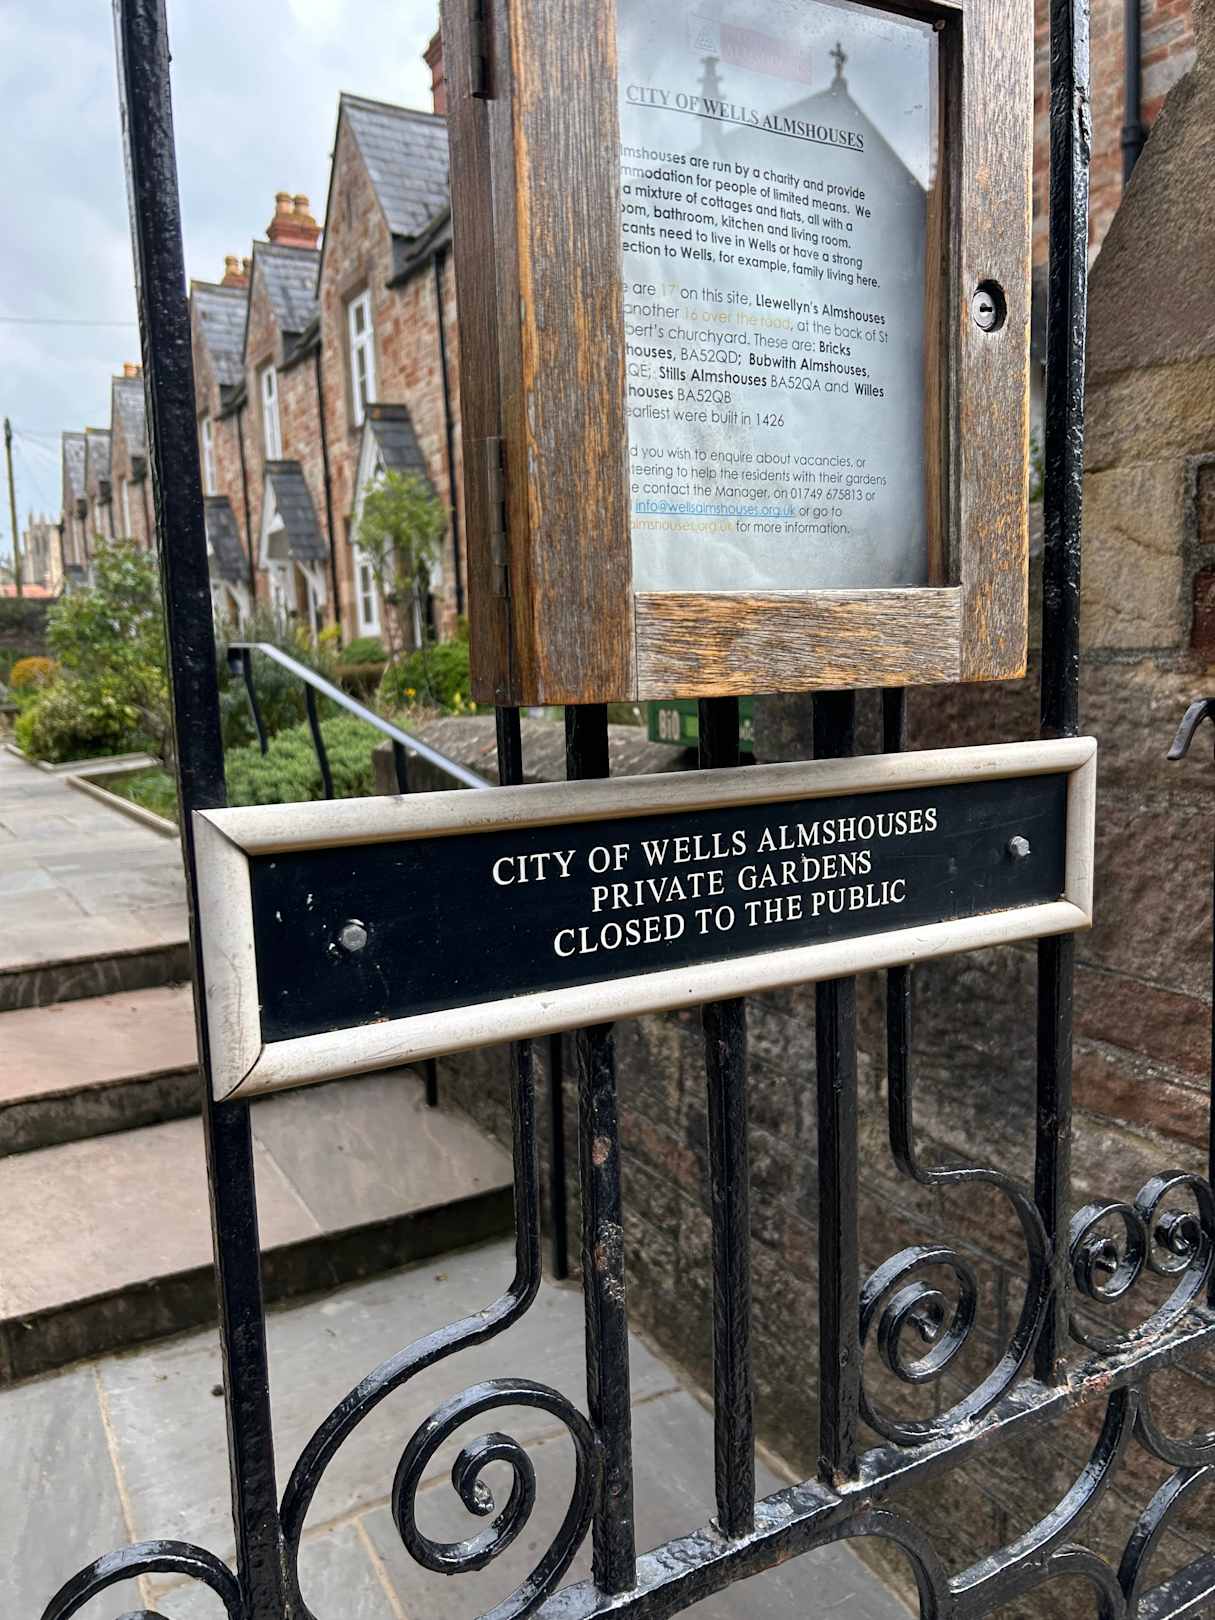 CITY OF WELLS ALMSHOUSES
lmshouses are run by a charity and provide
mmodation for people of limited means. We
a mixture of cottages and flats, all with a
oom, bathroom, kitchen and living room.
cants need to live in Wells or have a strong
ection to Wells, for example, family living here.
e are 17 on this site, Llewellyn's Almshouses
another 16 over the road, at the back of St
bert's churchyard. These are: Bricks
houses, BA52QD; Bubwith Almshouses,
QE; Stills Almshouses BA52QA and Willes
houses BA52QB
earliest were built in 1426
d you wish to enquire about vacancies, or
teering to help the residents with their gardens
e contact the Manager, on 01749 675813 or
info@wellsalmshouses.org.uk or go to
almshouses.org.uk for more information.
CITY OF WELLS ALMSHOUSES
PRIVATE GARDENS
CLOSED TO THE PUBLIC